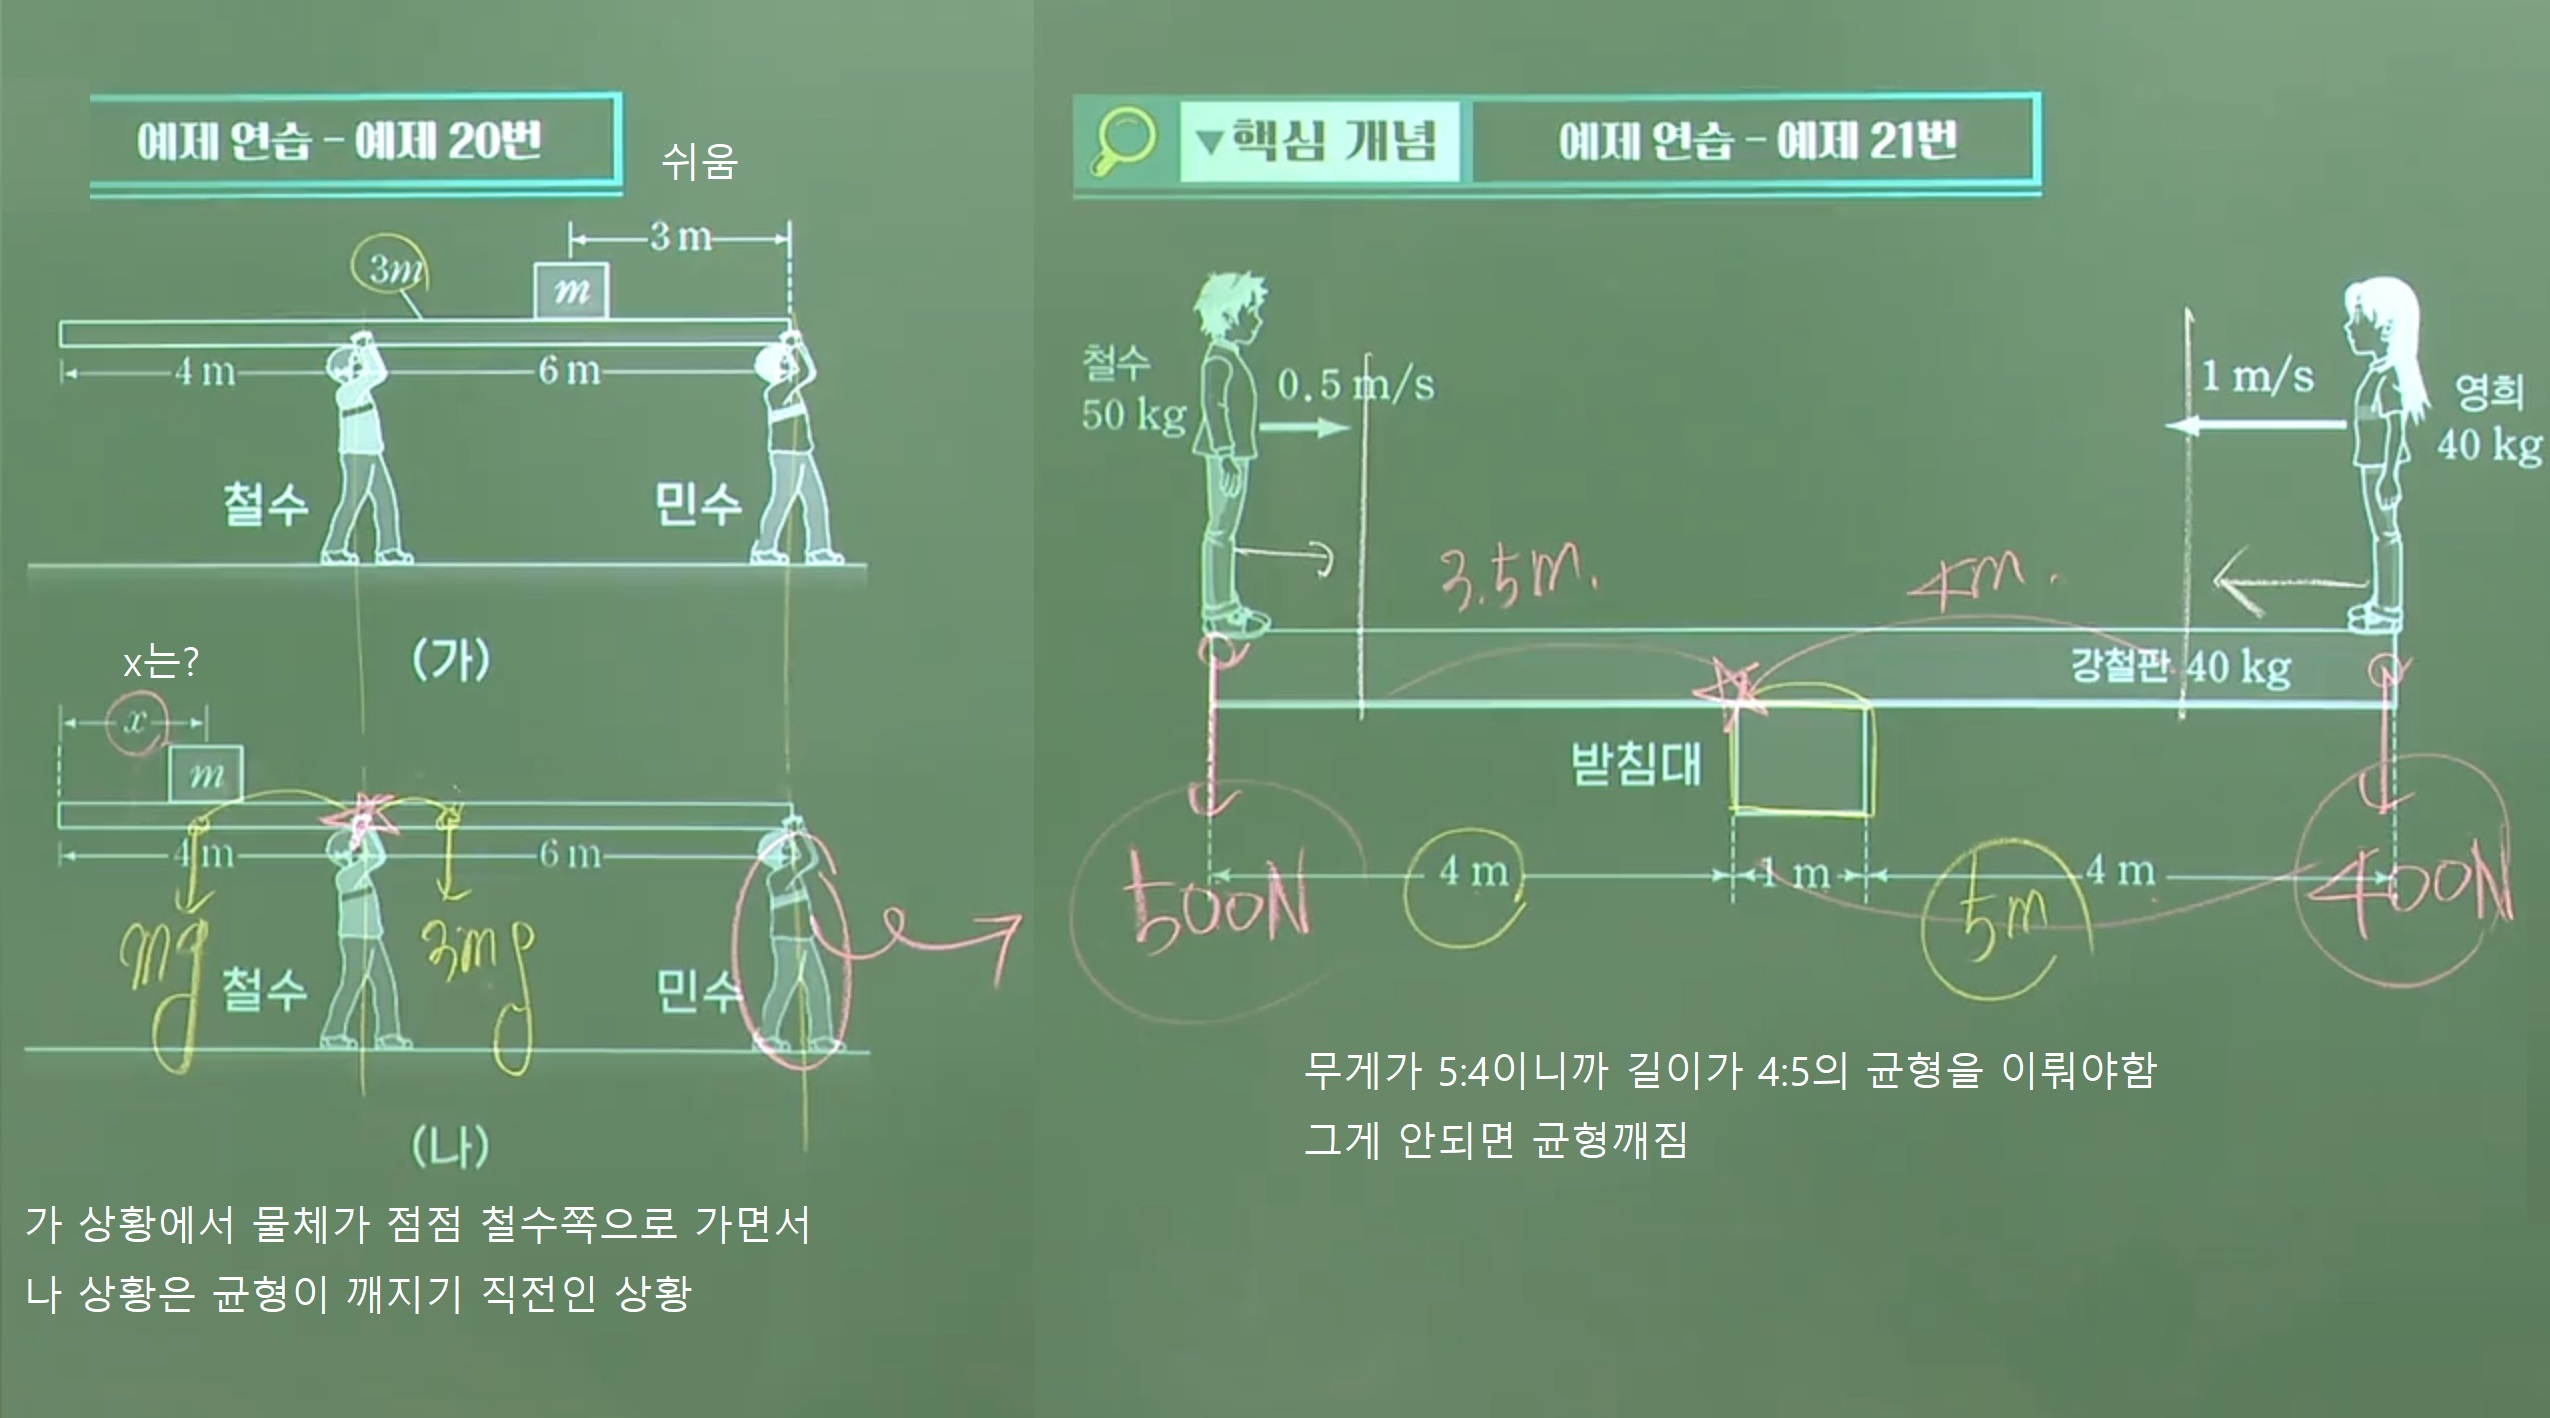 예제 연습 - 예제 20번
쉬움
3 m
3m
m
4 m
6 m
철수
민수
(가)
x는?
x
m
4 m
6 m
mg
3mg
철수
민수
(나)
가 상황에서 물체가 점점 철수쪽으로 가면서
나 상황은 균형이 깨지기 직전인 상황
▼핵심 개념
예제 연습 - 예제 21번
철수
50 kg
0.5 m/s
1 m/s
영희
40 kg
3.5m.
4m.
강철판 40 kg
받침대
500N
4 m
1 m
5m
4 m
400N
무게가 5:4이니까 길이가 4:5의 균형을 이뤄야함
그게 안되면 균형깨짐